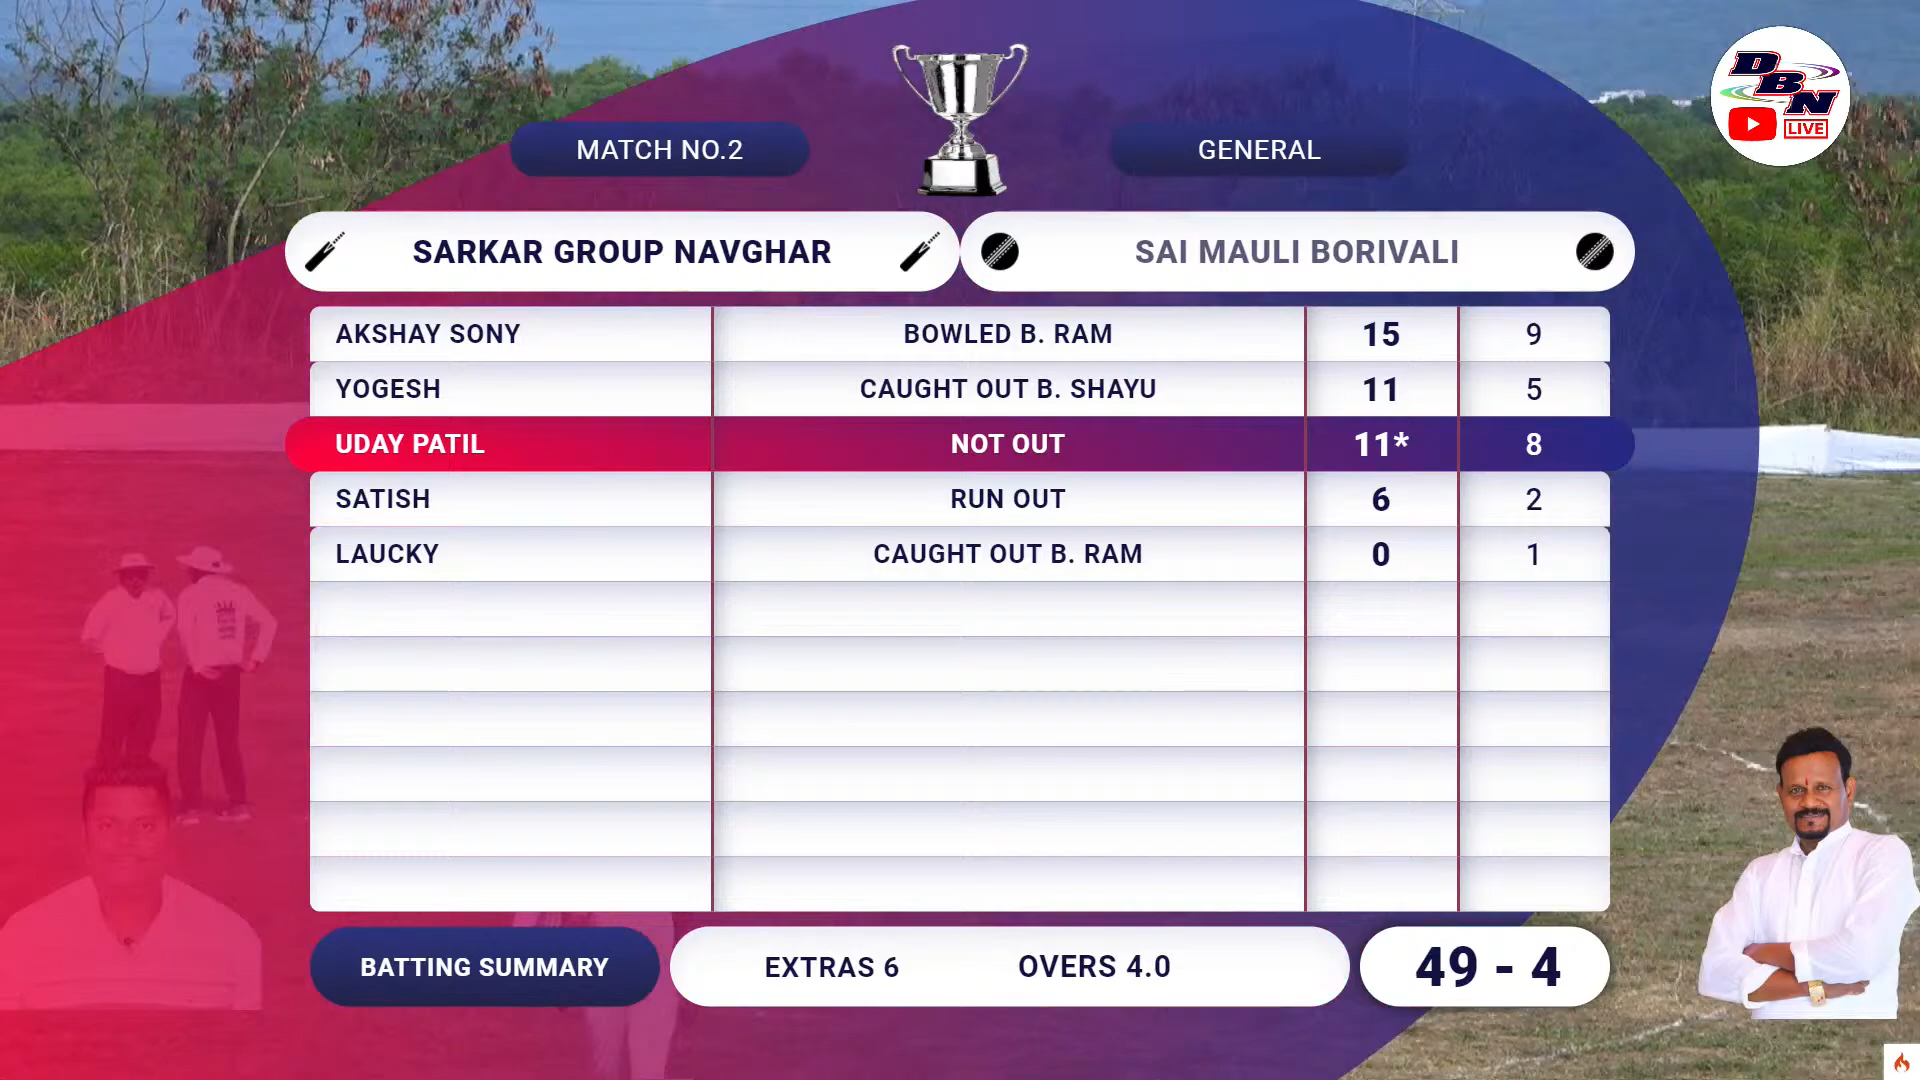 DBN
LIVE
MATCH NO.2
GENERAL
SARKAR GROUP NAVGHAR
SAI MAULI BORIVALI
AKSHAY SONY BOWLED B. RAM 15 9
YOGESH CAUGHT OUT B. SHAYU 11 5
UDAY PATIL NOT OUT 11* 8
SATISH RUN OUT 6 2
LAUCKY CAUGHT OUT B. RAM 0 1
BATTING SUMMARY EXTRAS 6 OVERS 4.0 49 - 4